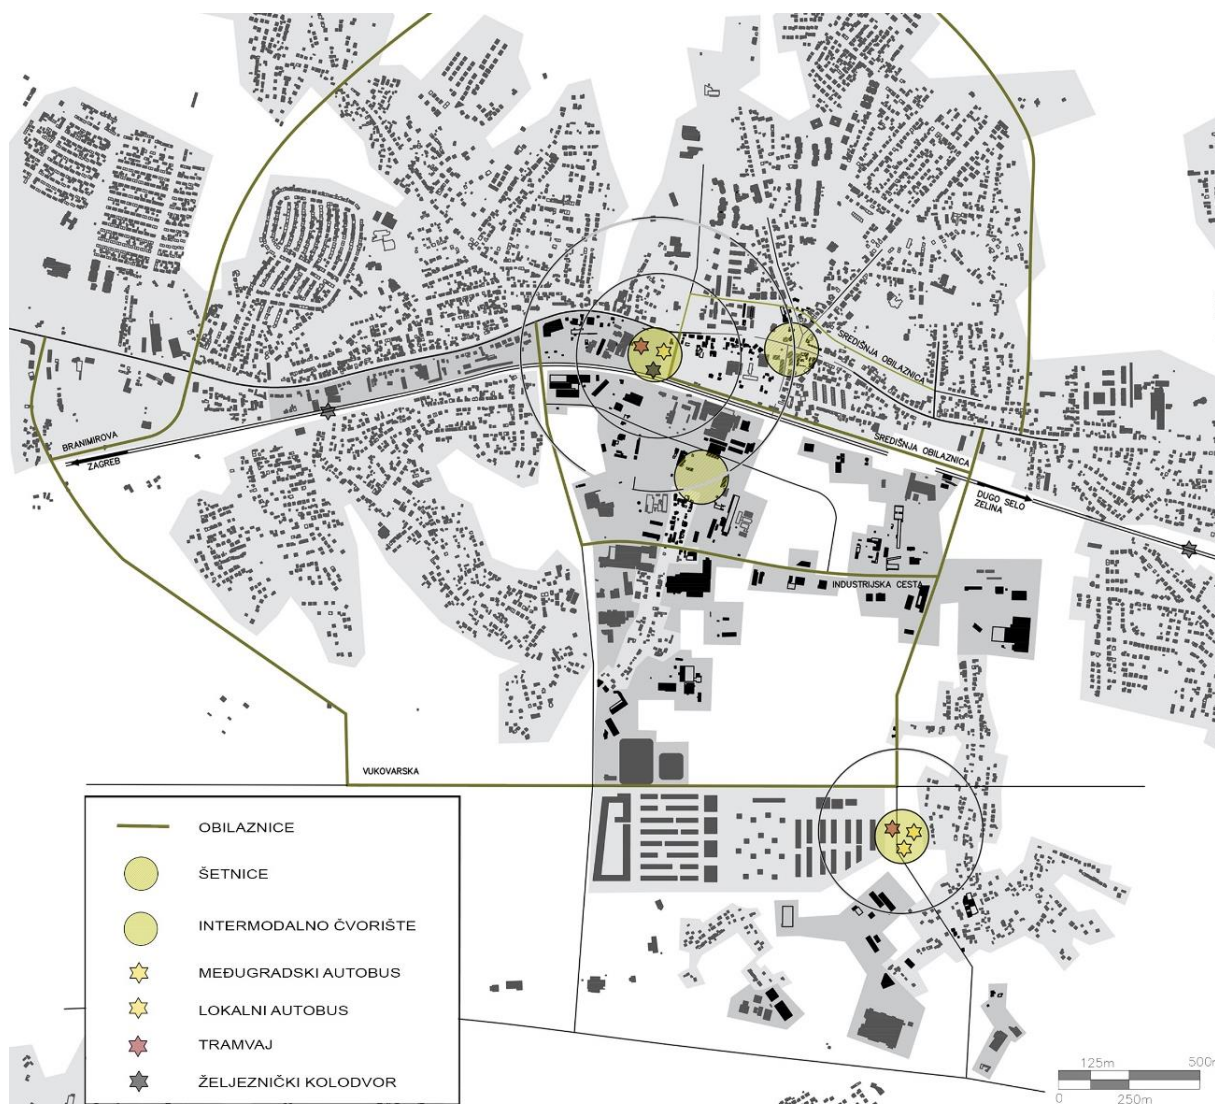 SREDIŠNJA OBILAZNICA
BRANIMIROVA
ZAGREB
SREDIŠNJA OBILAZNICA
DUGO SELO
ZELINA
INDUSTRIJSKA CESTA
VUKOVARSKA
OBILAZNICE
ŠETNICE
INTERMODALNO ČVORIŠTE
MEĐUGRADSKI AUTOBUS
LOKALNI AUTOBUS
TRAMVAJ
ŽELJEZNIČKI KOLODVOR
125m 500m
0 250m